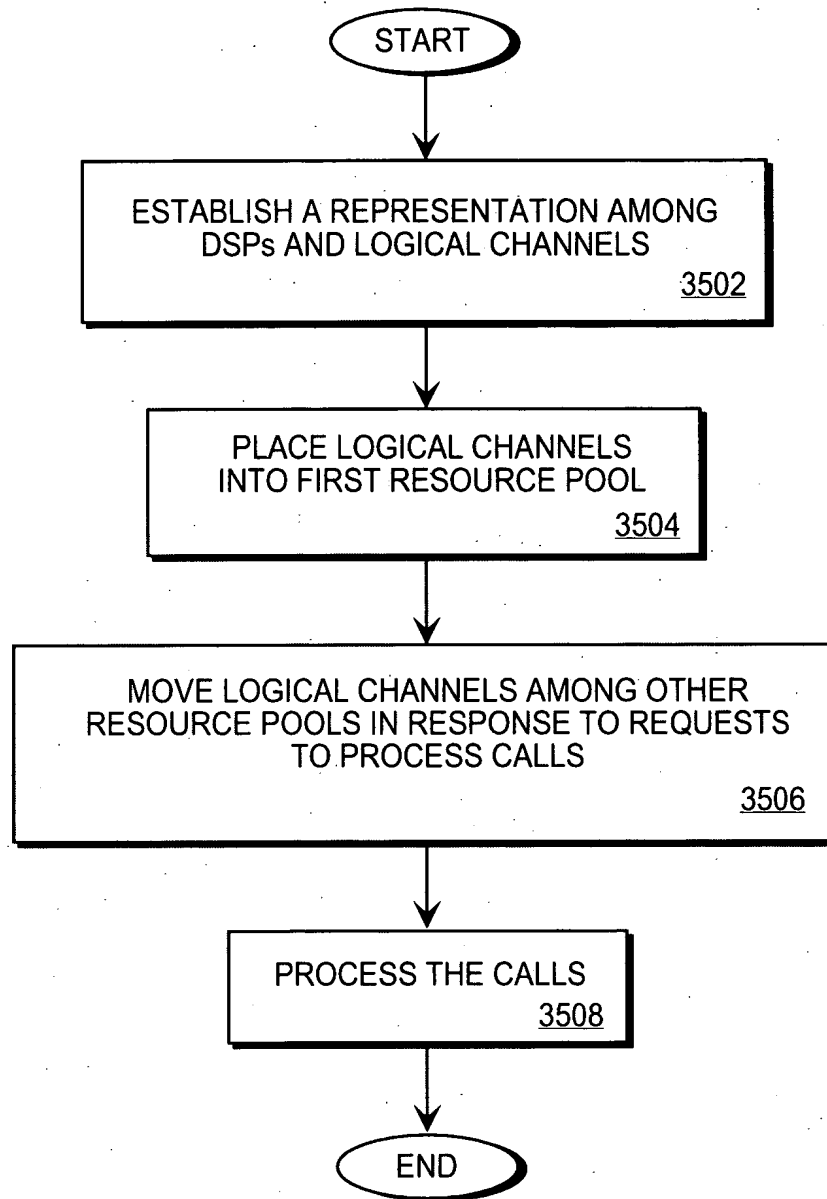 START
ESTABLISH A REPRESENTATION AMONG
DSPs AND LOGICAL CHANNELS
3502
PLACE LOGICAL CHANNELS
INTO FIRST RESOURCE POOL
3504
MOVE LOGICAL CHANNELS AMONG OTHER
RESOURCE POOLS IN RESPONSE TO REQUESTS
TO PROCESS CALLS
3506
PROCESS THE CALLS
3508
END